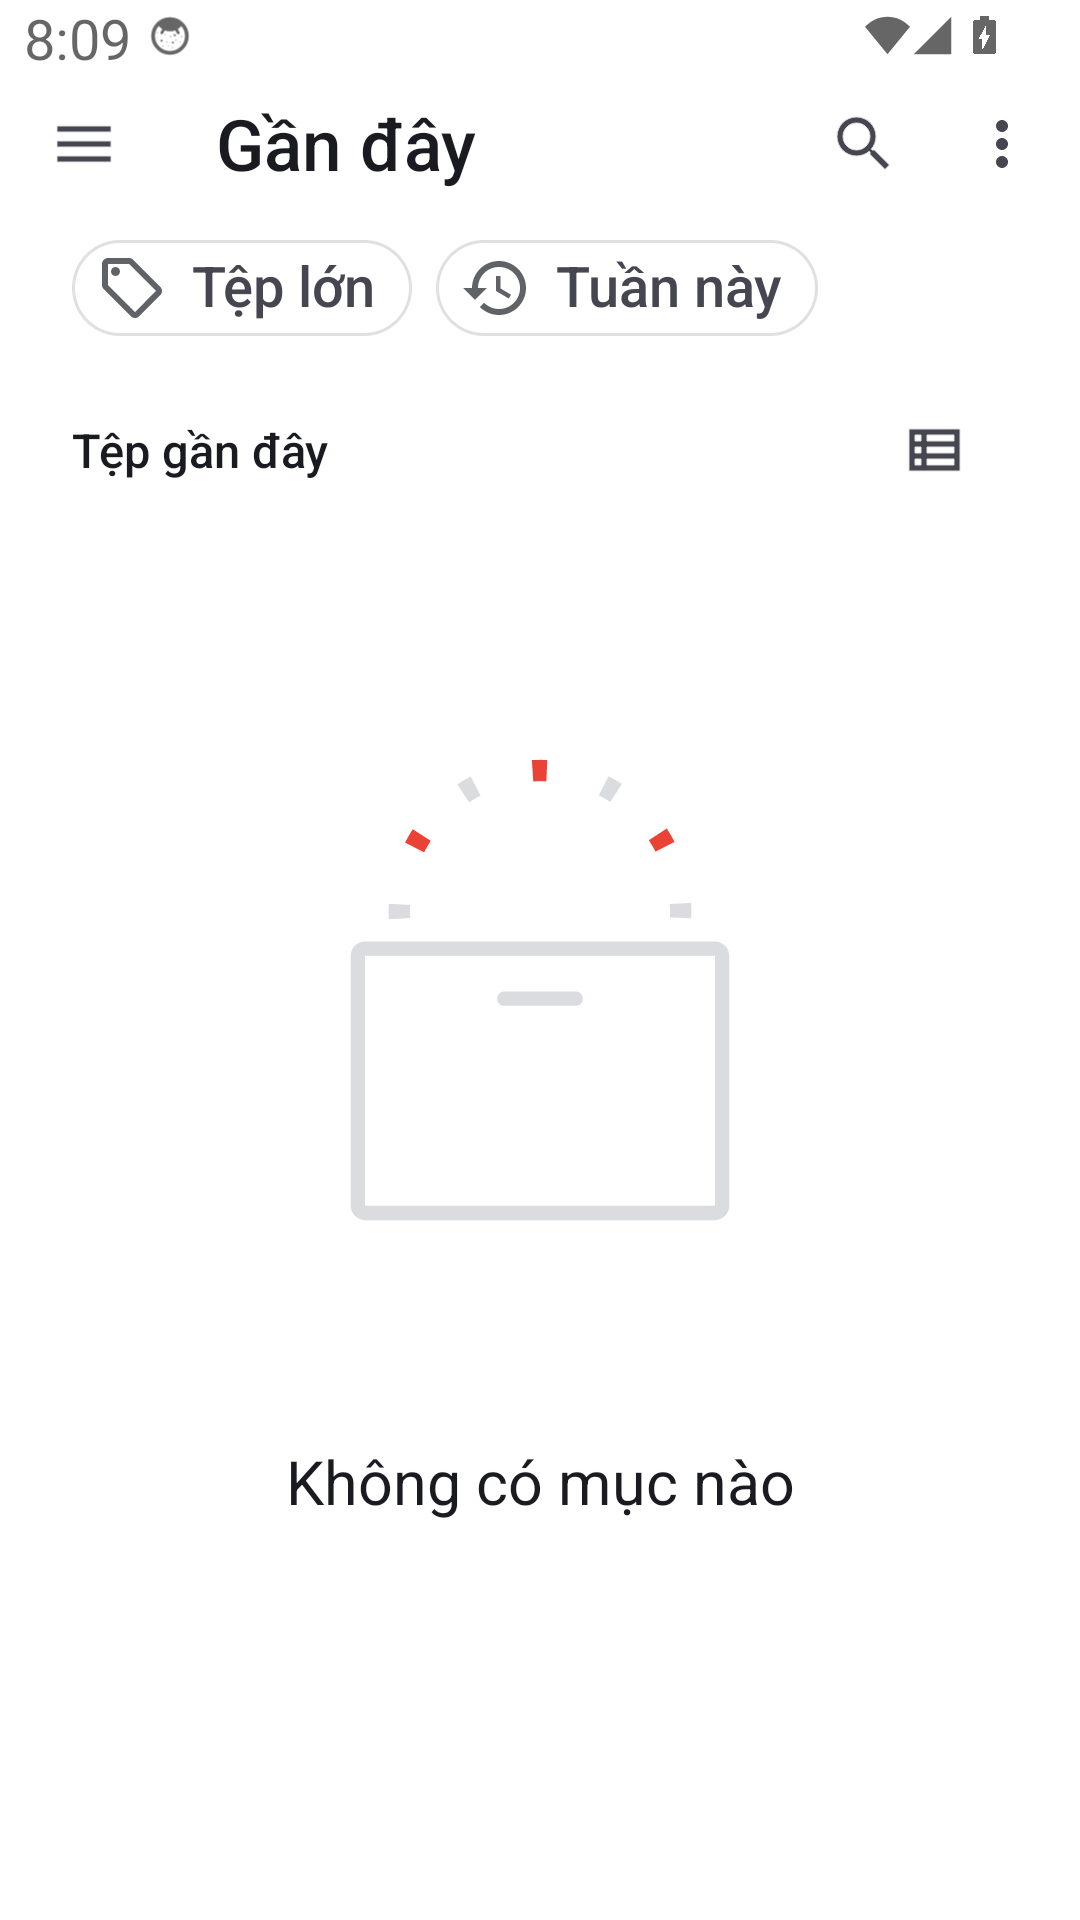 8:09
Gần đây
Tệp lớn
Tuần này
Tệp gần đây
Không có mục nào